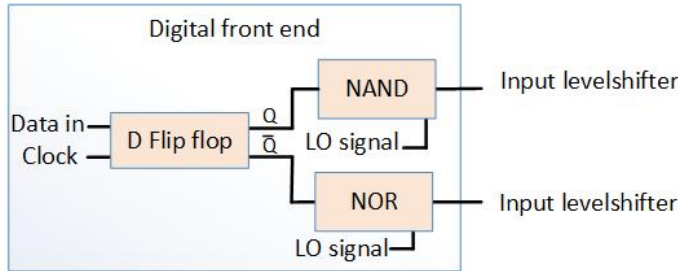 Digital front end
NAND
Input levelshifter
Data in
Clock
D Flip flop
Q
Q̅
LO signal
NOR
Input levelshifter
LO signal